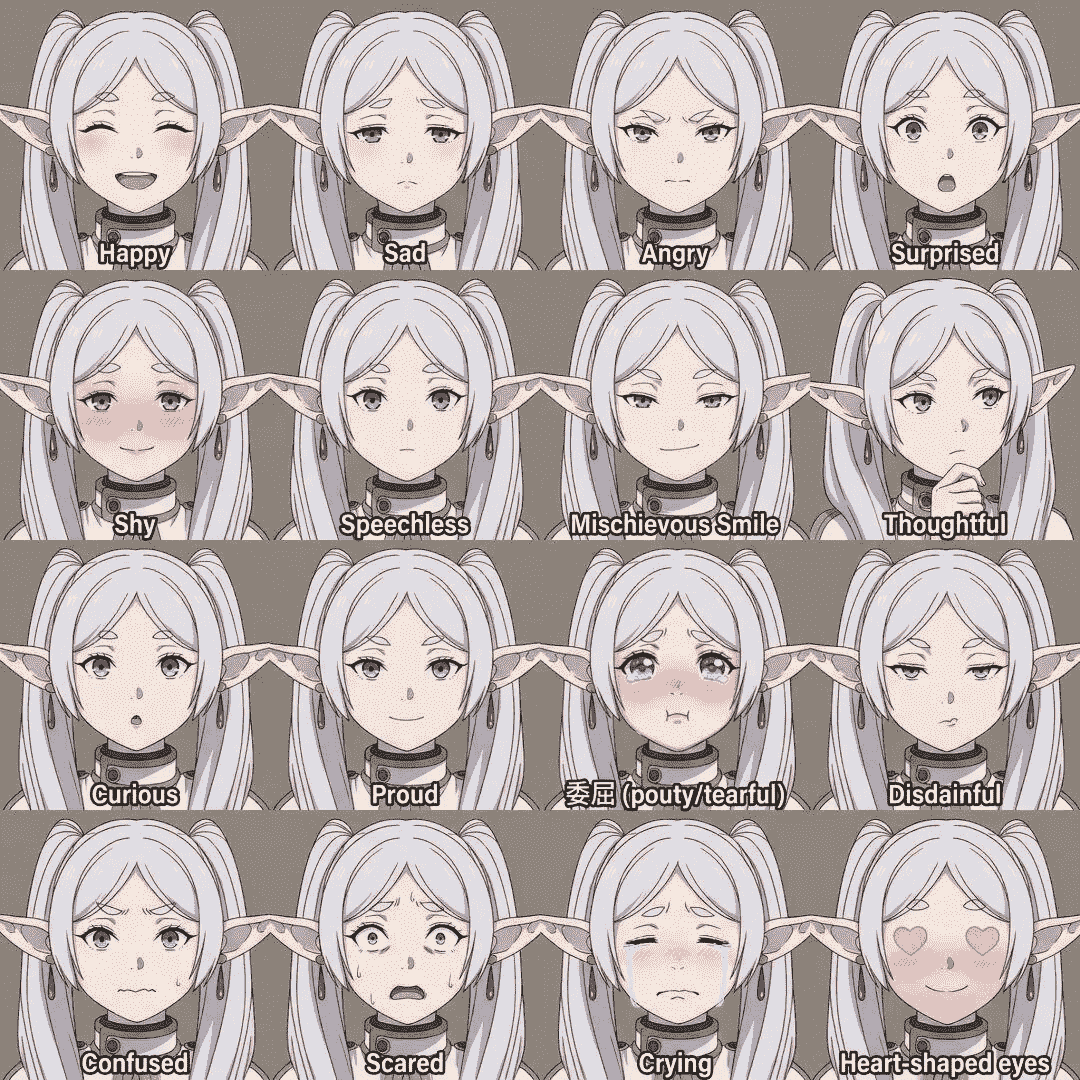 Happy
Sad
Angry
Surprised
Shy
Speechless
Mischievous Smile
Thoughtful
Curious
Proud
委屈 (pouty/tearful)
Disdainful
Confused
Scared
Crying
Heart-shaped eyes